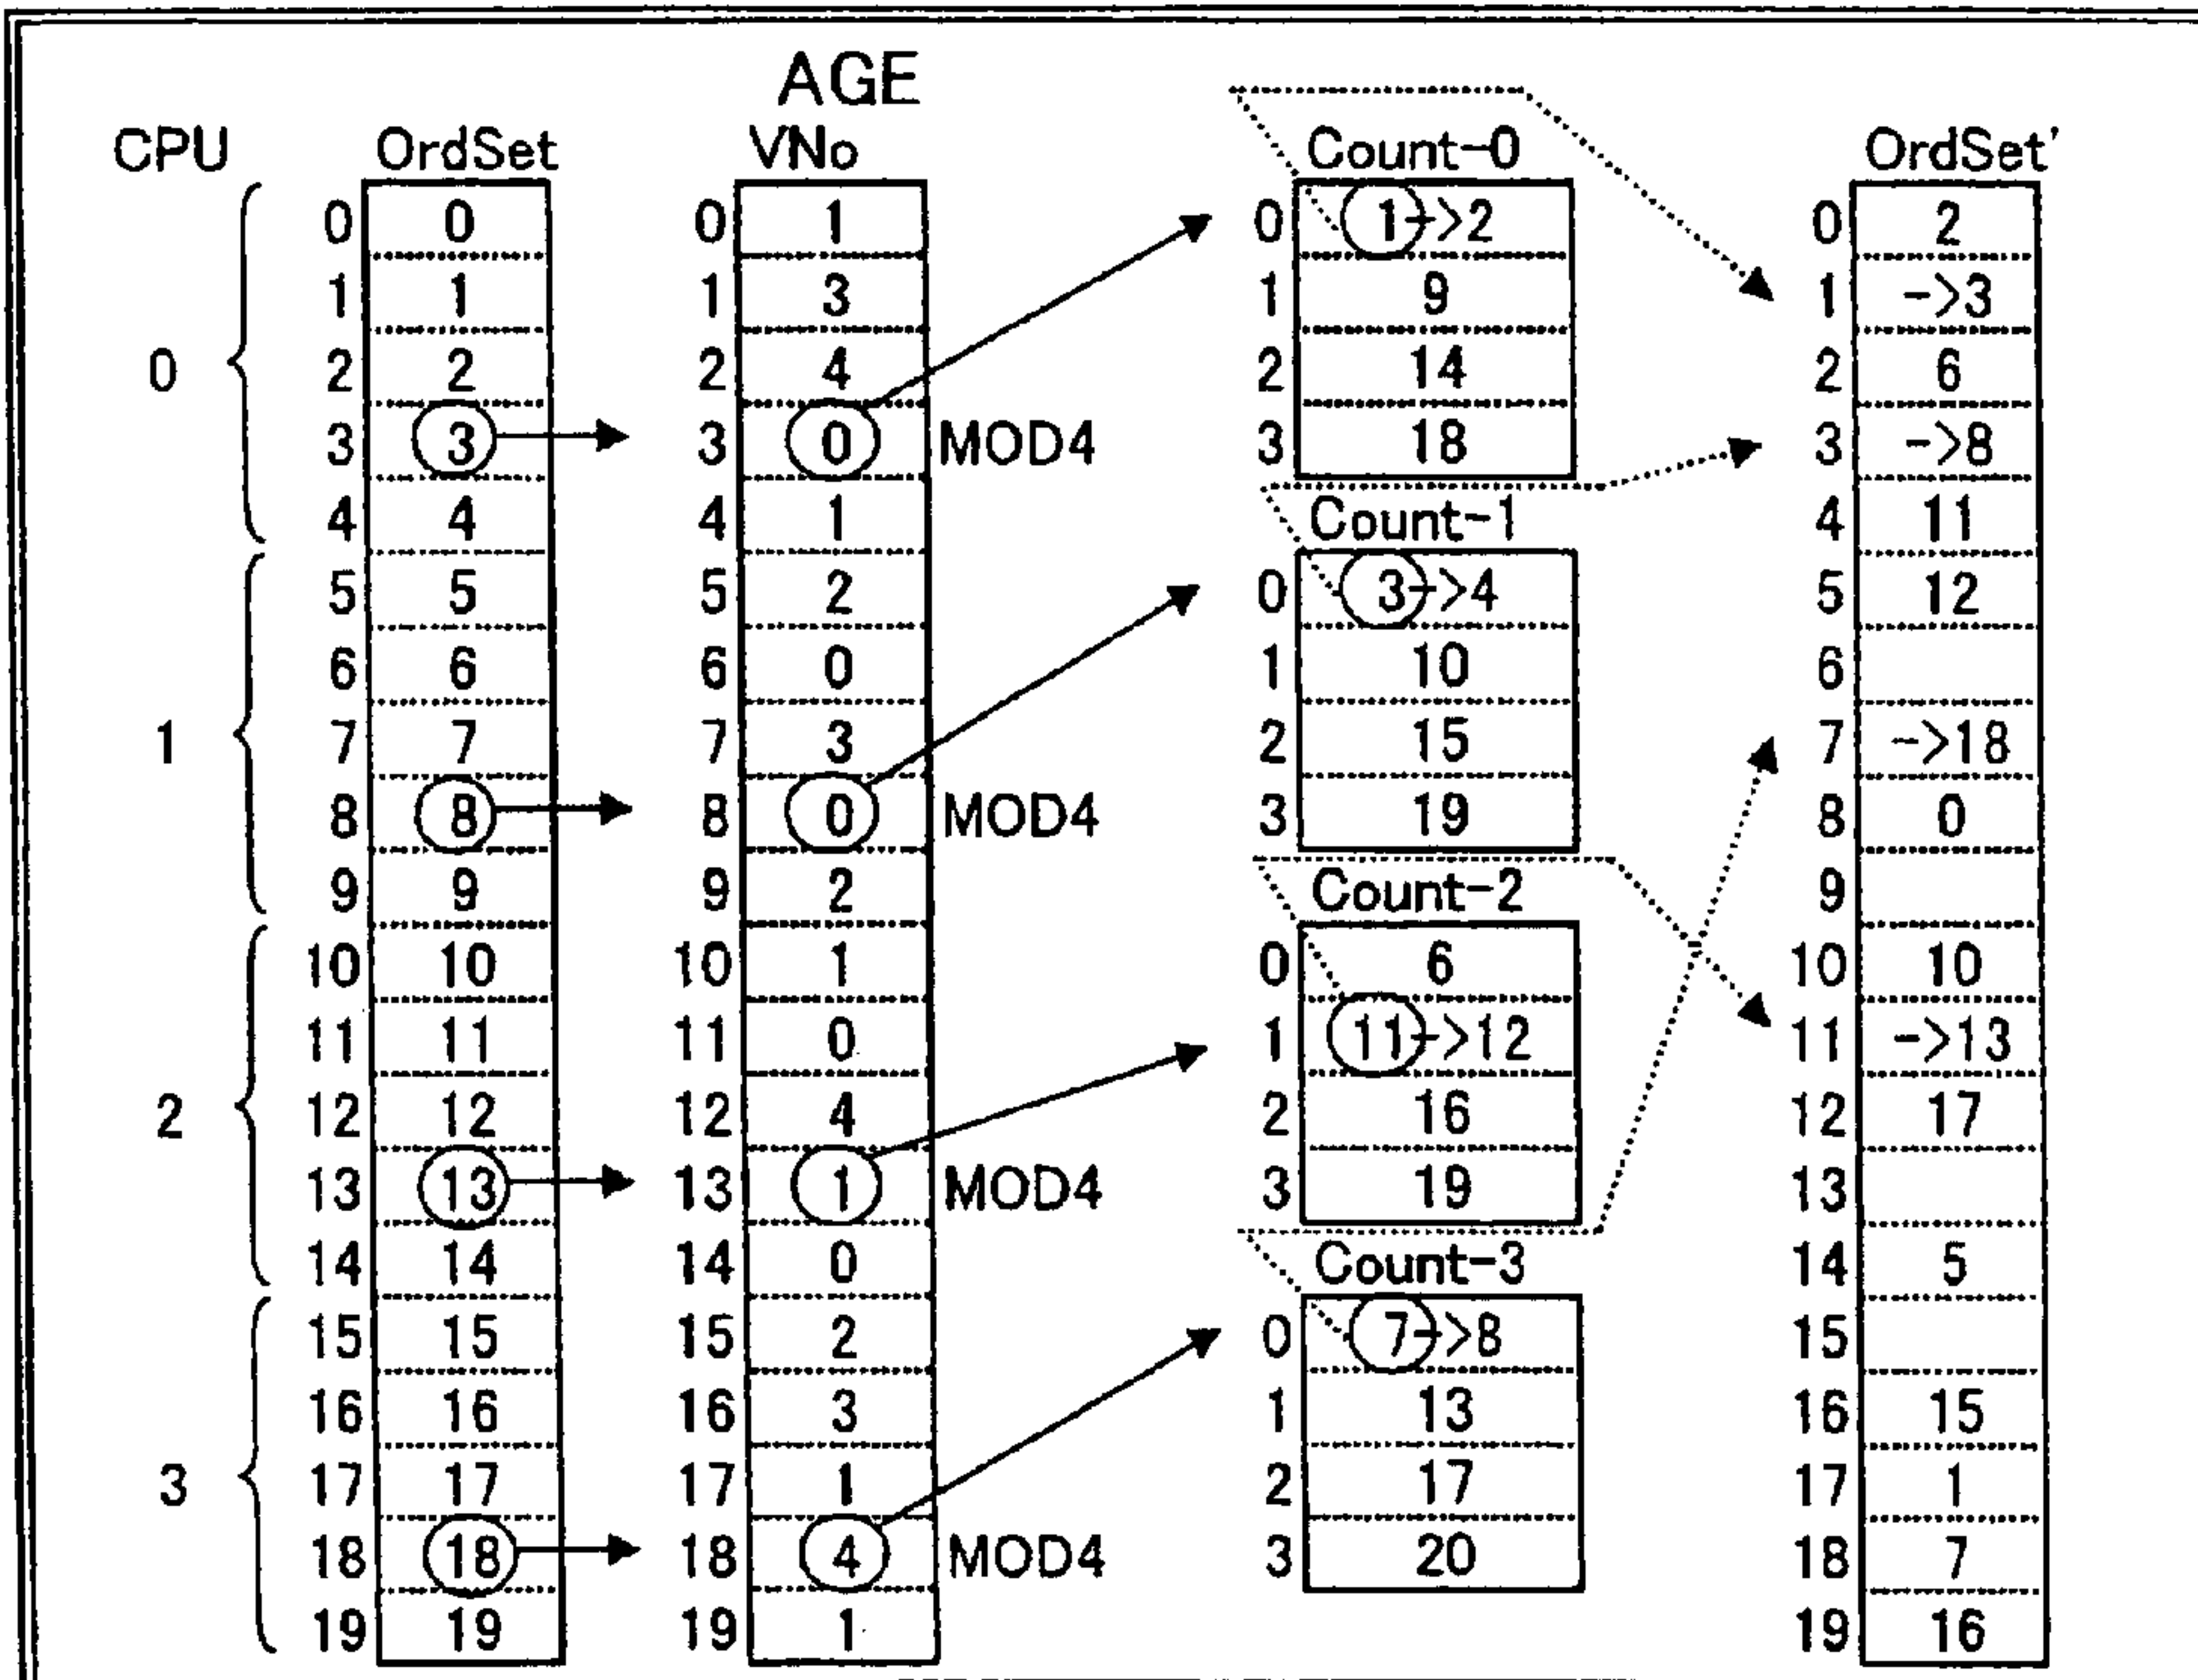 AGE
CPU OrdSet VNo Count-0 OrdSet'
0 0 0 1 0 1->2 0 2
1 1 1 3 1 9 1 ->3
0 2 2 2 4 2 14 2 6
3 3 3 0 MOD4 3 18 3 ->8
4 4 4 1 Count-1 4 11
5 5 5 2 0 3->4 5 12
6 6 6 0 1 10 6
1 7 7 7 3 2 15 7 ->18
8 8 8 0 MOD4 3 19 8 0
9 9 9 2 Count-2 9
10 10 10 1 0 6 10 10
11 11 11 0 1 11->12 11 ->13
2 12 12 12 4 2 16 12 17
13 13 13 1 MOD4 3 19 13
14 14 14 0 Count-3 14 5
15 15 15 2 0 7->8 15
16 16 16 3 1 13 16 15
3 17 17 17 1 2 17 17 1
18 18 18 4 MOD4 3 20 18 7
19 19 19 1 19 16